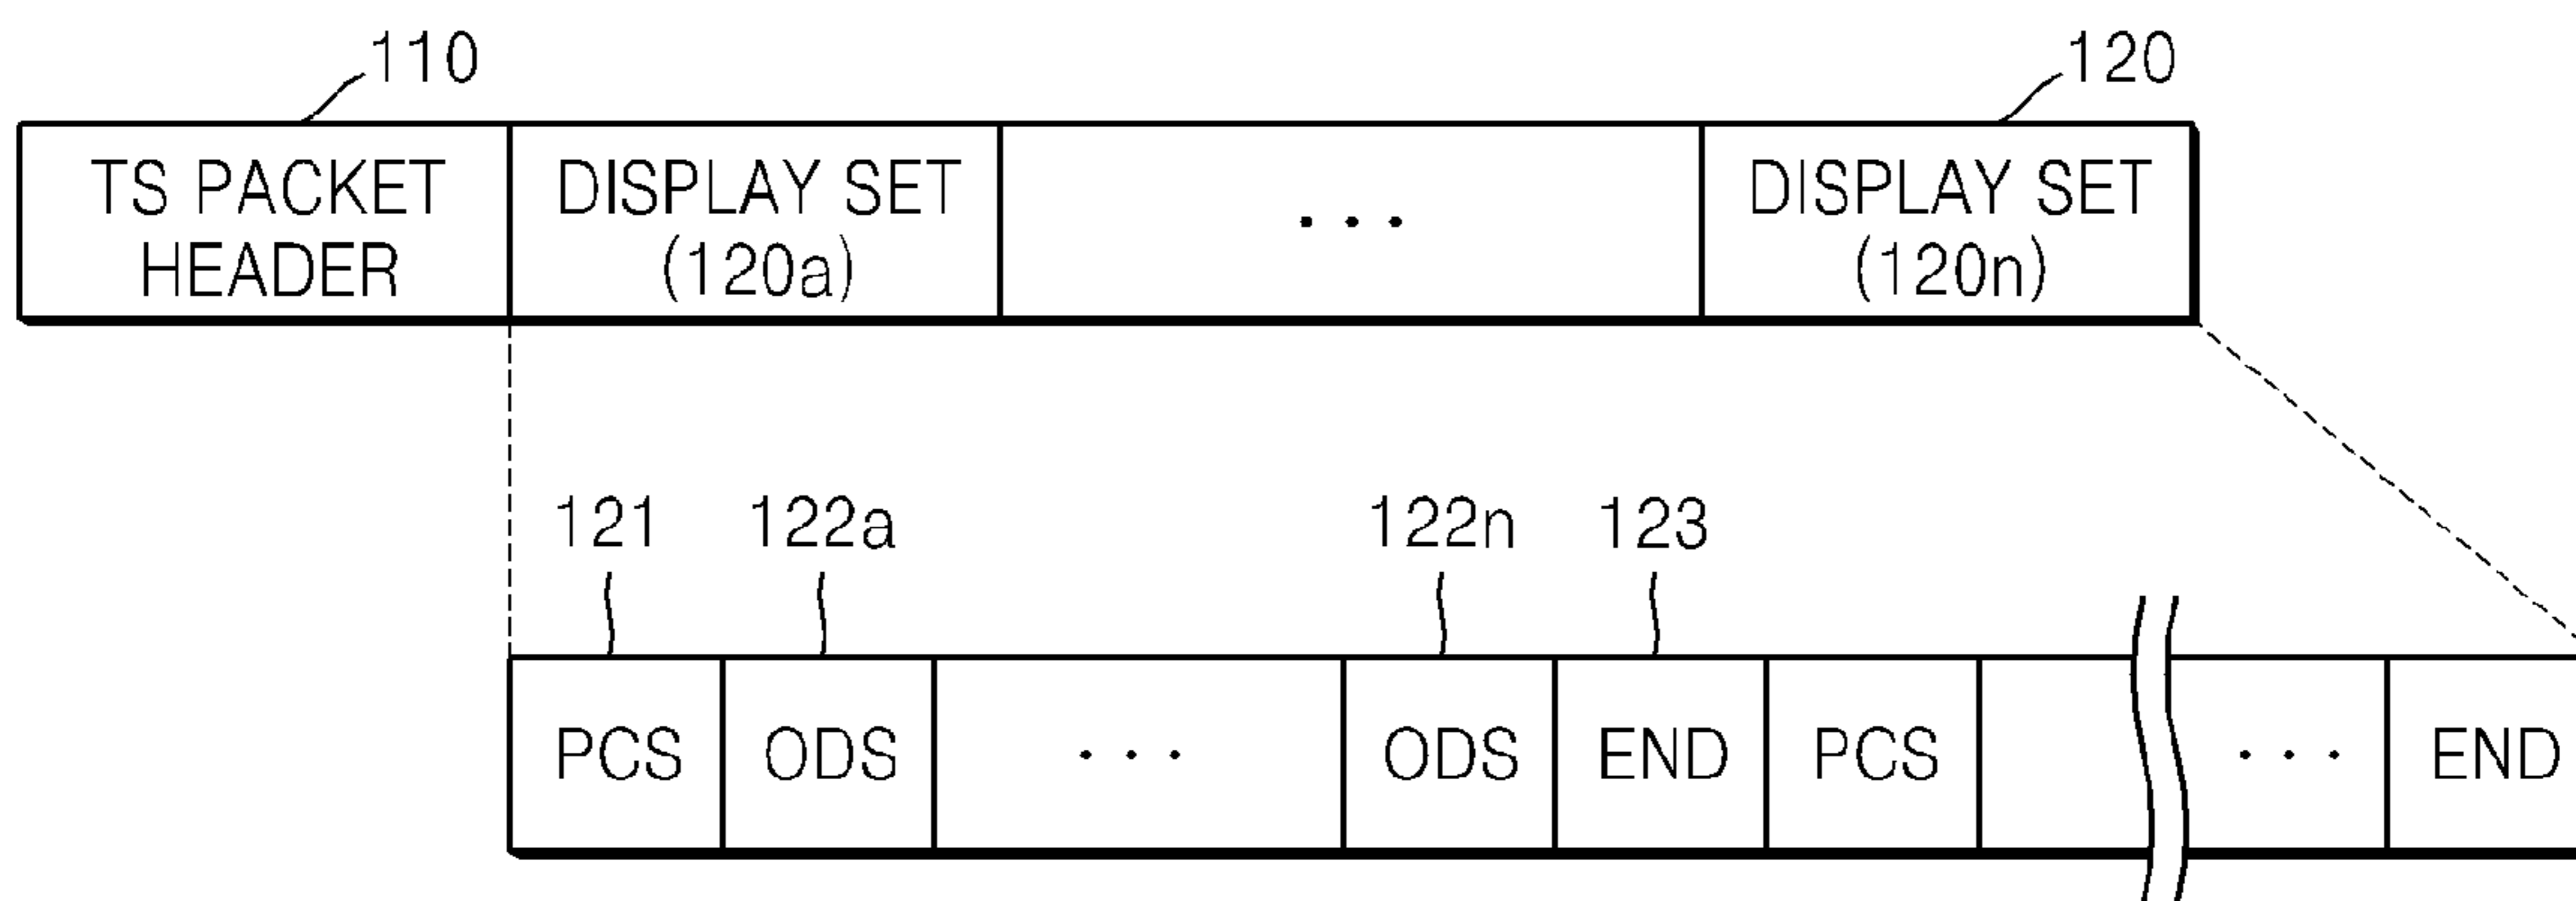 110
120
TS PACKET
HEADER
DISPLAY SET
(120a)
. . .
DISPLAY SET
(120n)
121
122a
122n
123
PCS
ODS
. . .
ODS
END
PCS
. . .
END